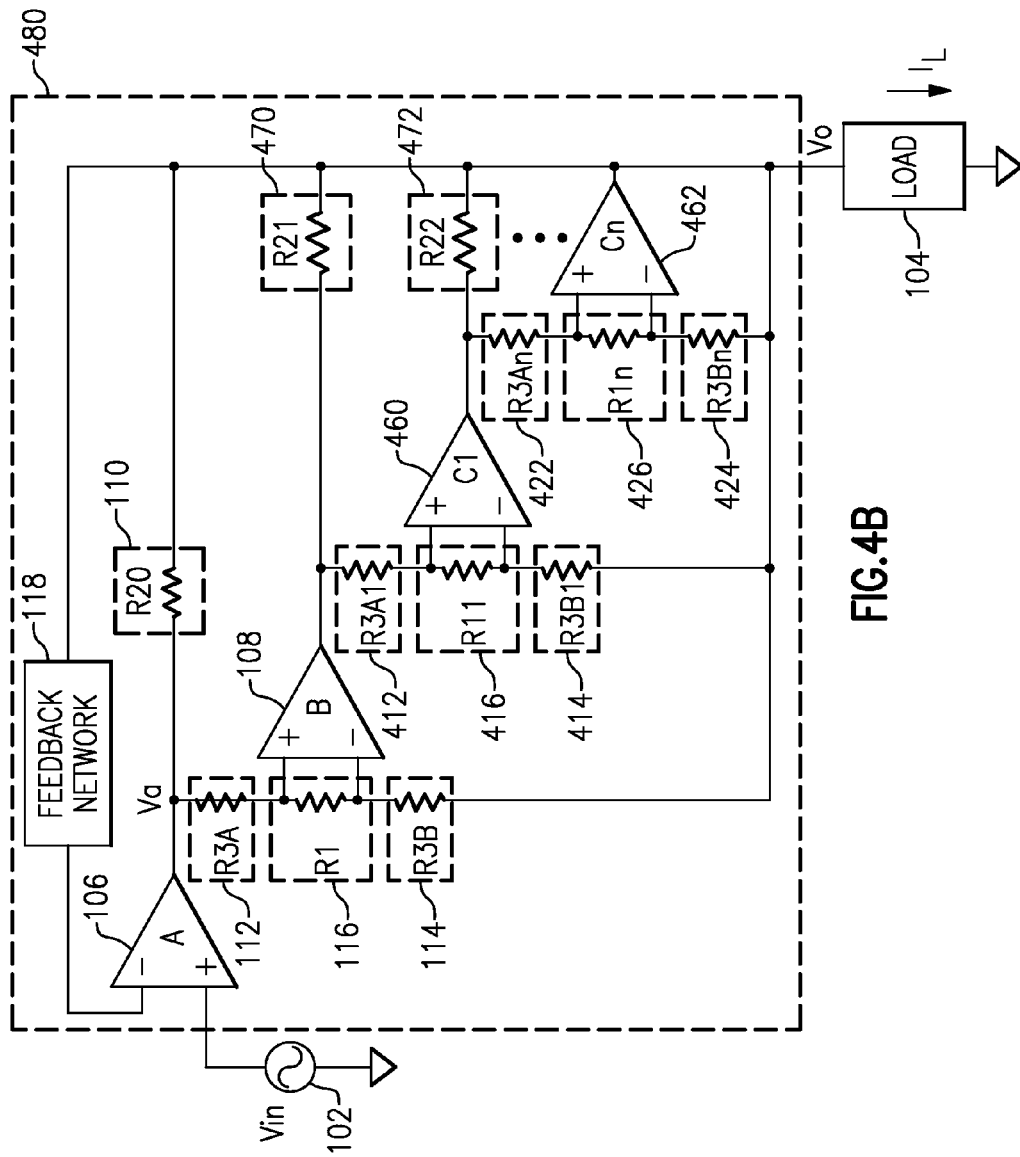 480
118
FEEDBACK
NETWORK
110
R20
470
R21
472
R22
106
A
-
+
Va
108
B
+
-
460
C1
+
-
462
Cn
+
-
R3A
112
R1
116
R3B
114
R3A1
412
R11
416
R3B1
414
R3An
422
R1n
426
R3Bn
424
Vin
102
Vo
LOAD
104
IL
FIG.4B